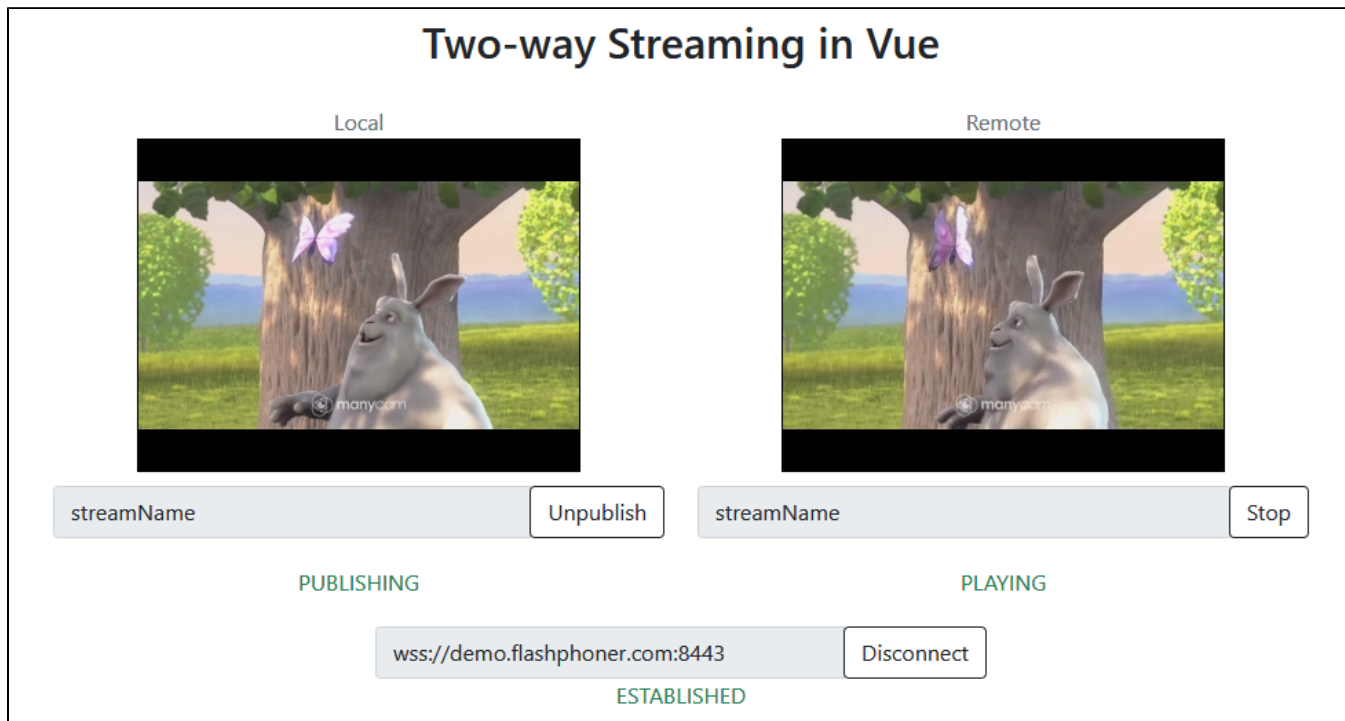 Two-way Streaming in Vue
Local
Remote
manycam
manycam
streamName
Unpublish
streamName
Stop
PUBLISHING
PLAYING
wss://demo.flashphoner.com:8443
Disconnect
ESTABLISHED